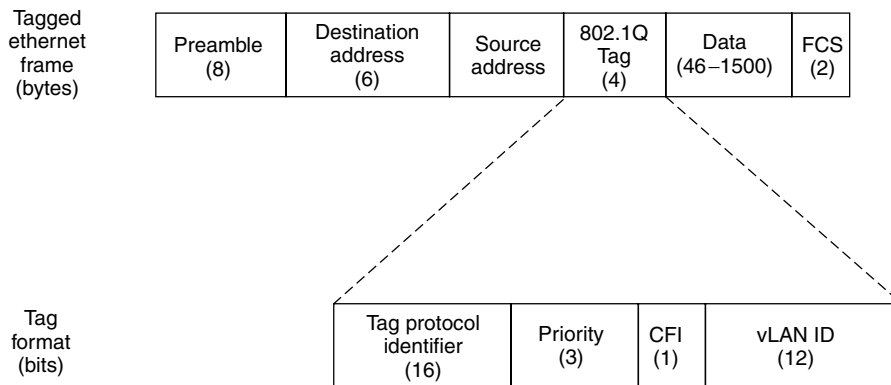 Tagged
ethernet
frame
(bytes)
Preamble
(8)
Destination
address
(6)
Source
address
802.1Q
Tag
(4)
Data
(46–1500)
FCS
(2)
Tag
format
(bits)
Tag protocol
identifier
(16)
Priority
(3)
CFI
(1)
vLAN ID
(12)